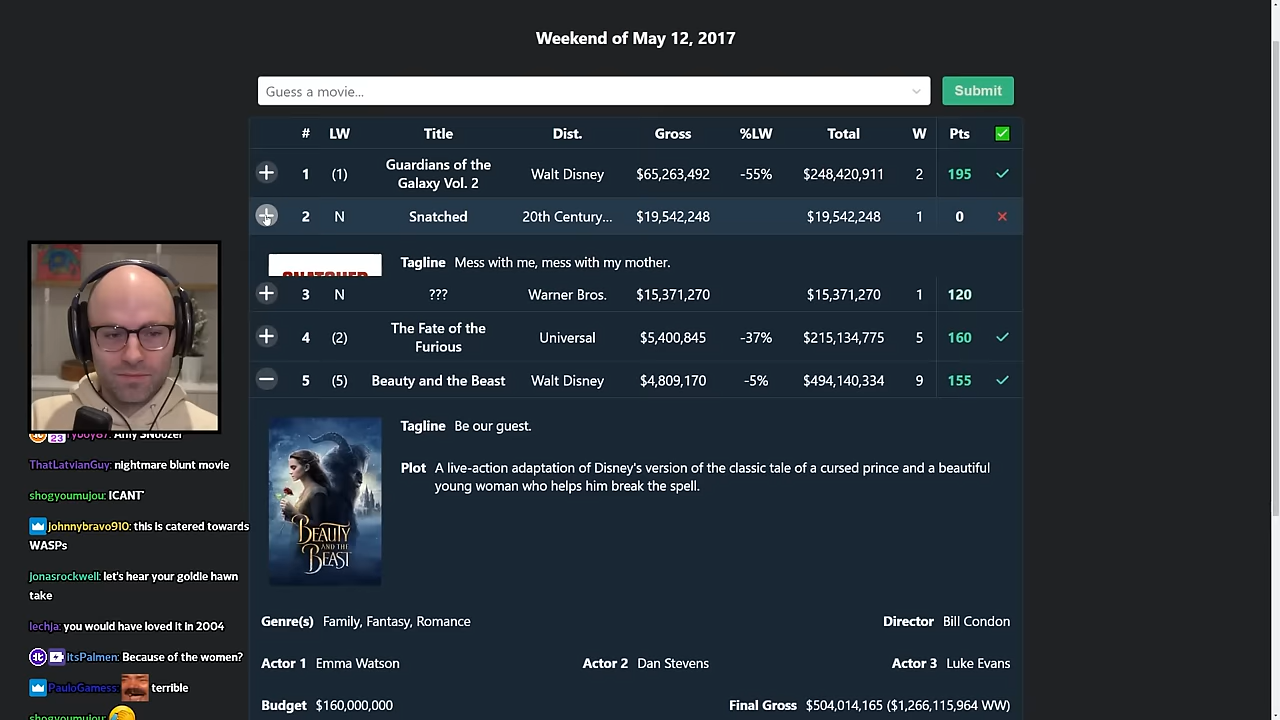 Weekend of May 12, 2017
Guess a movie...
Submit
# LW Title Dist. Gross %LW Total W Pts ✅
1 (1) Guardians of the Galaxy Vol. 2 Walt Disney $65,263,492 -55% $248,420,911 2 195 ✓
2 N Snatched 20th Century... $19,542,248 $19,542,248 1 0 ✕
Tagline Mess with me, mess with my mother.
3 N ??? Warner Bros. $15,371,270 $15,371,270 1 120
4 (2) The Fate of the Furious Universal $5,400,845 -37% $215,134,775 5 160 ✓
5 (5) Beauty and the Beast Walt Disney $4,809,170 -5% $494,140,334 9 155 ✓
Tagline Be our guest.
Plot A live-action adaptation of Disney's version of the classic tale of a cursed prince and a beautiful
young woman who helps him break the spell.
BEAUTY
AND THE
BEAST
Genre(s) Family, Fantasy, Romance
Director Bill Condon
Actor 1 Emma Watson
Actor 2 Dan Stevens
Actor 3 Luke Evans
Budget $160,000,000
Final Gross $504,014,165 ($1,266,115,964 WW)
23
ThatLatvianGuy: nightmare blunt movie
shogyoumujou: ICANT
Johnnybravo910: this is catered towards
WASPs
Jonasrockwell: let's hear your goldie hawn
take
lechja: you would have loved it in 2004
ItsPalmen: Because of the women?
PauloGamess: terrible
shogyoumujou: